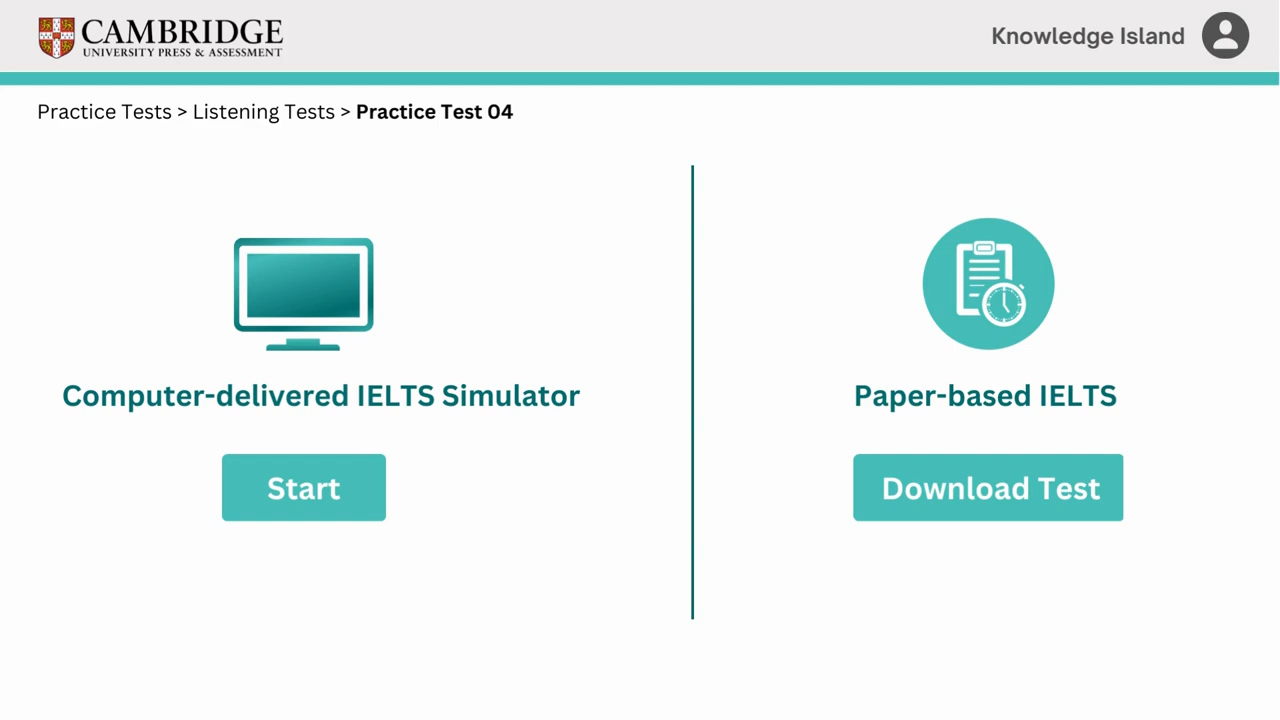 CAMBRIDGE
UNIVERSITY PRESS & ASSESSMENT
Knowledge Island
Practice Tests > Listening Tests > Practice Test 04
Computer-delivered IELTS Simulator
Start
Paper-based IELTS
Download Test